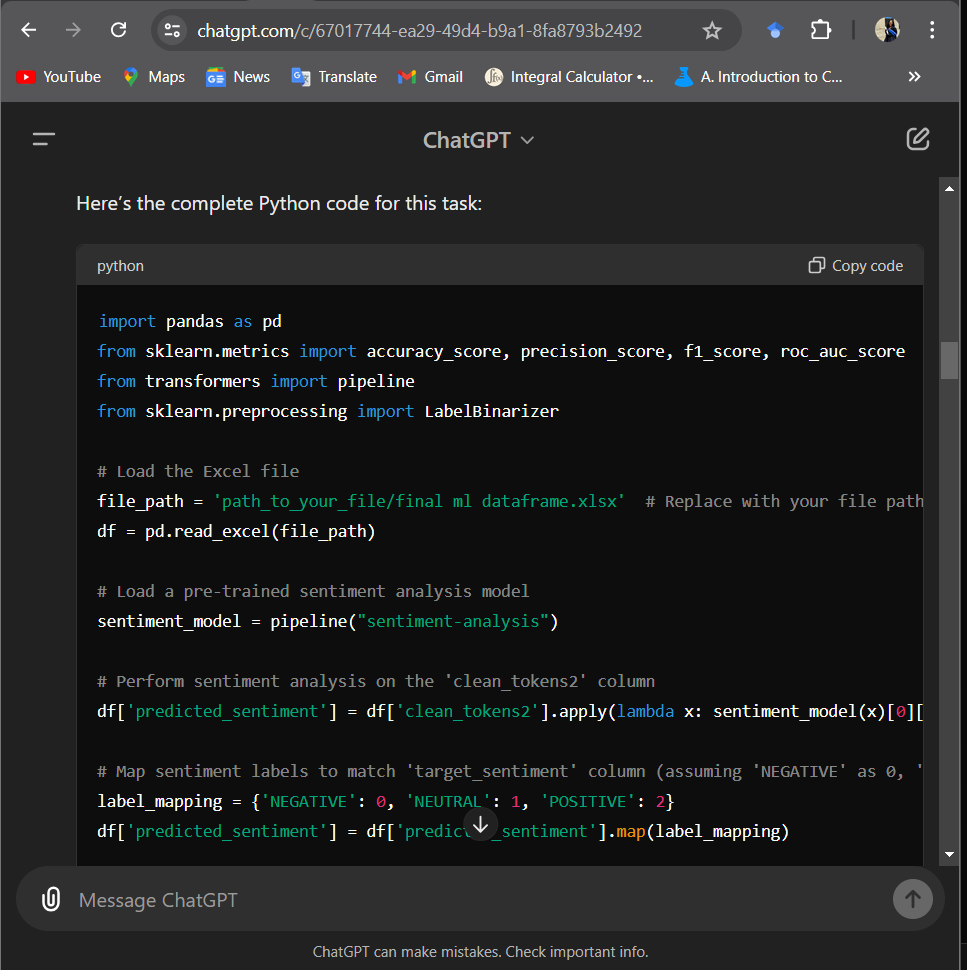 chatgpt.com/c/67017744-ea29-49d4-b9a1-8fa8793b2492
YouTube Maps News Translate Gmail Integral Calculator •... A. Introduction to C...
ChatGPT
Here’s the complete Python code for this task:
python Copy code
import pandas as pd
from sklearn.metrics import accuracy_score, precision_score, f1_score, roc_auc_score
from transformers import pipeline
from sklearn.preprocessing import LabelBinarizer
# Load the Excel file
file_path = 'path_to_your_file/final ml dataframe.xlsx'  # Replace with your file path
df = pd.read_excel(file_path)
# Load a pre-trained sentiment analysis model
sentiment_model = pipeline("sentiment-analysis")
# Perform sentiment analysis on the 'clean_tokens2' column
df['predicted_sentiment'] = df['clean_tokens2'].apply(lambda x: sentiment_model(x)[0][
# Map sentiment labels to match 'target_sentiment' column (assuming 'NEGATIVE' as 0, '
label_mapping = {'NEGATIVE': 0, 'NEUTRAL': 1, 'POSITIVE': 2}
df['predicted_sentiment'] = df['predicted_sentiment'].map(label_mapping)
Message ChatGPT
ChatGPT can make mistakes. Check important info.